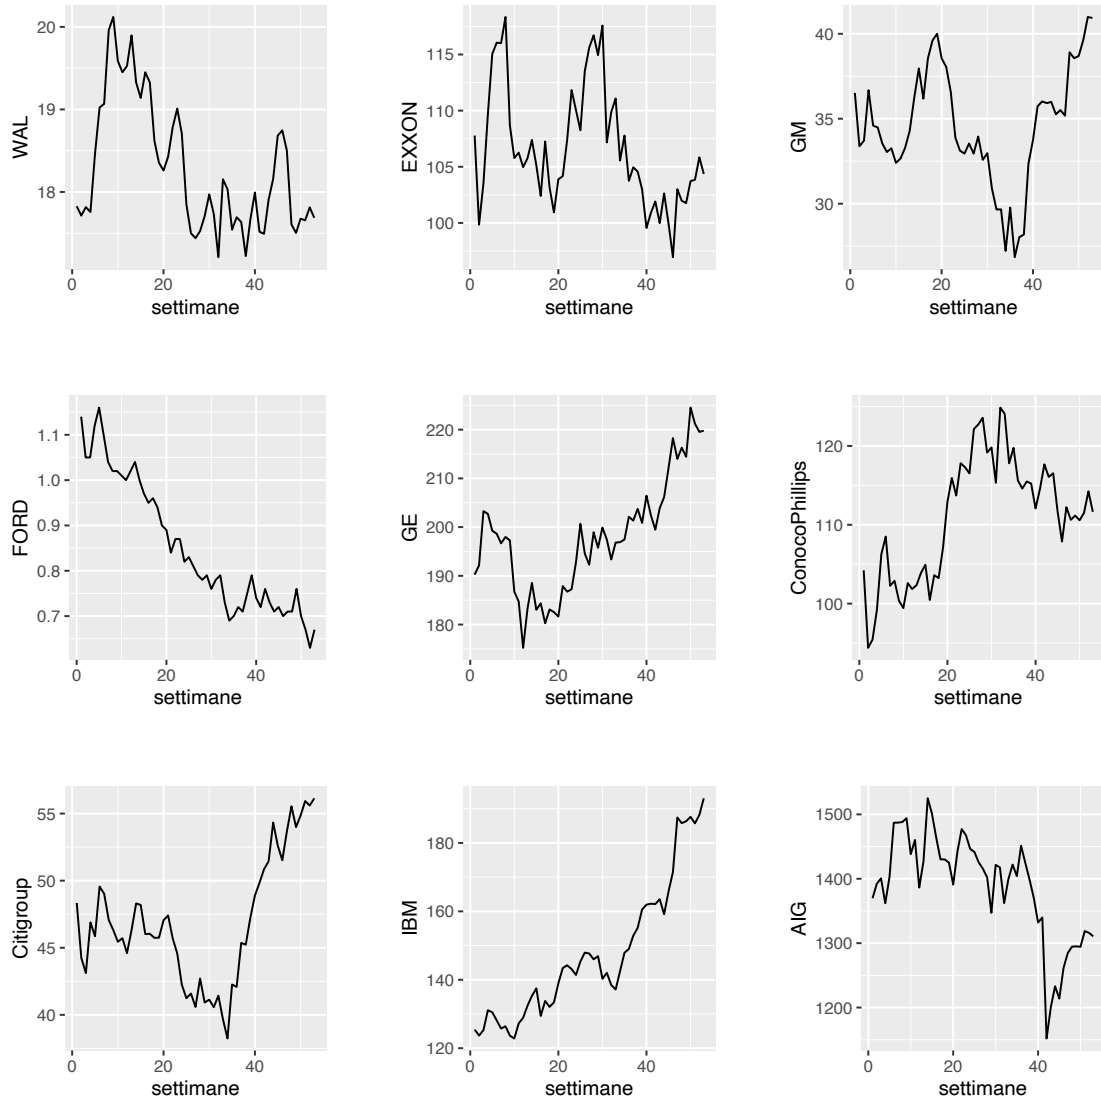 WAL
20
19
18
0 20 40
settimane
EXXON
115
110
105
100
0 20 40
settimane
GM
40
35
30
0 20 40
settimane
FORD
1.1
1.0
0.9
0.8
0.7
0 20 40
settimane
GE
220
210
200
190
180
0 20 40
settimane
ConocoPhillips
120
110
100
0 20 40
settimane
Citigroup
55
50
45
40
0 20 40
settimane
IBM
180
160
140
120
0 20 40
settimane
AIG
1500
1400
1300
1200
0 20 40
settimane